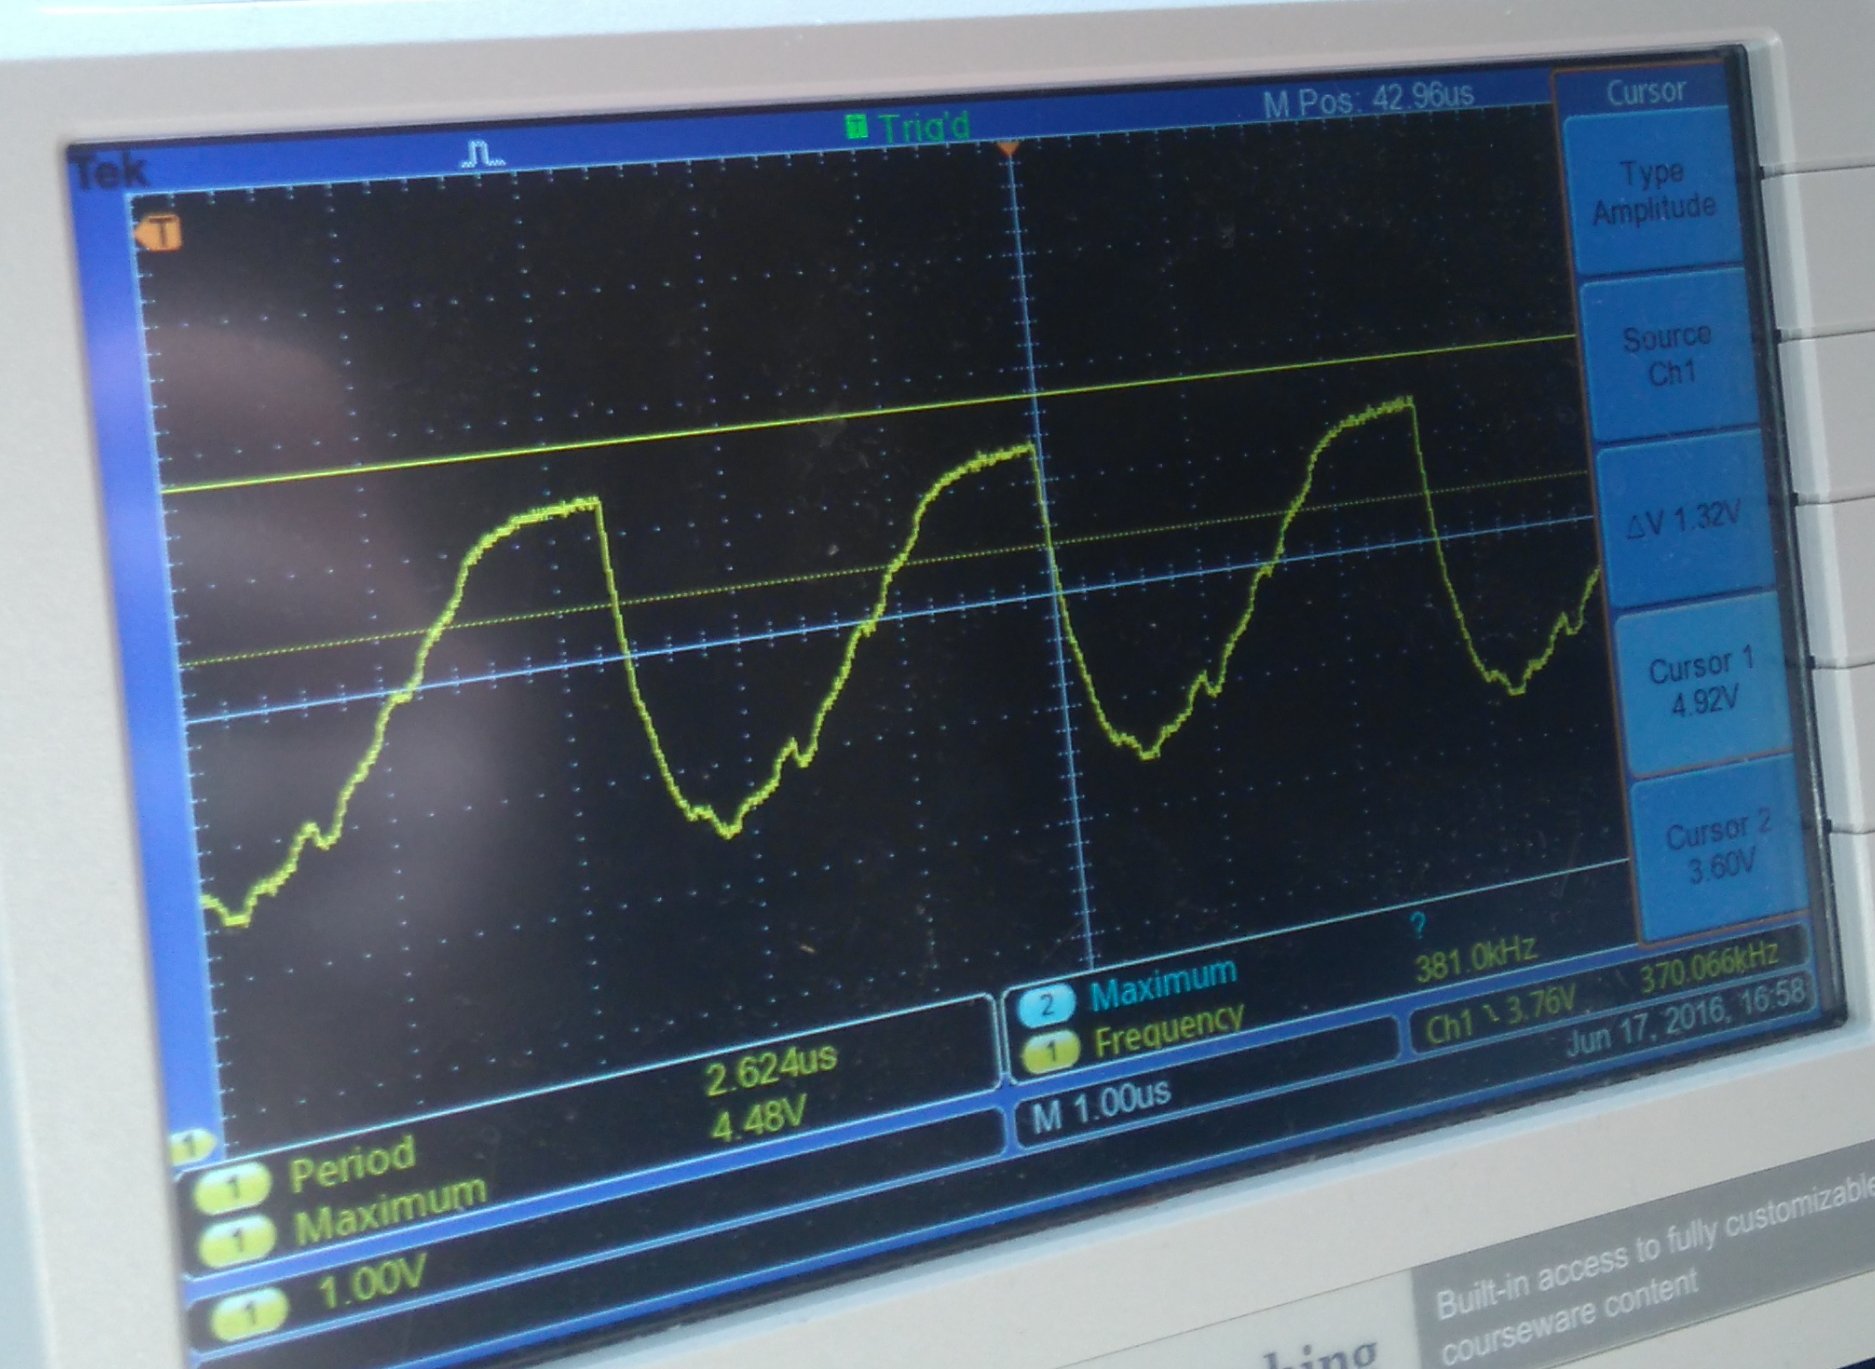 Tek
T Trig'd
M Pos: 42.96us
Cursor
T
Type
Amplitude
Source
Ch1
△V 1.32V
Cursor 1
4.92V
Cursor 2
3.60V
1
1 Period 2.624us
1 Maximum 4.48V
2 Maximum ?
1 Frequency 381.0kHz
1 1.00V
M 1.00us
Ch1 \ 3.76V 370.066kHz
Jun 17, 2016, 16:58
Built-in access to fully customizable
courseware content